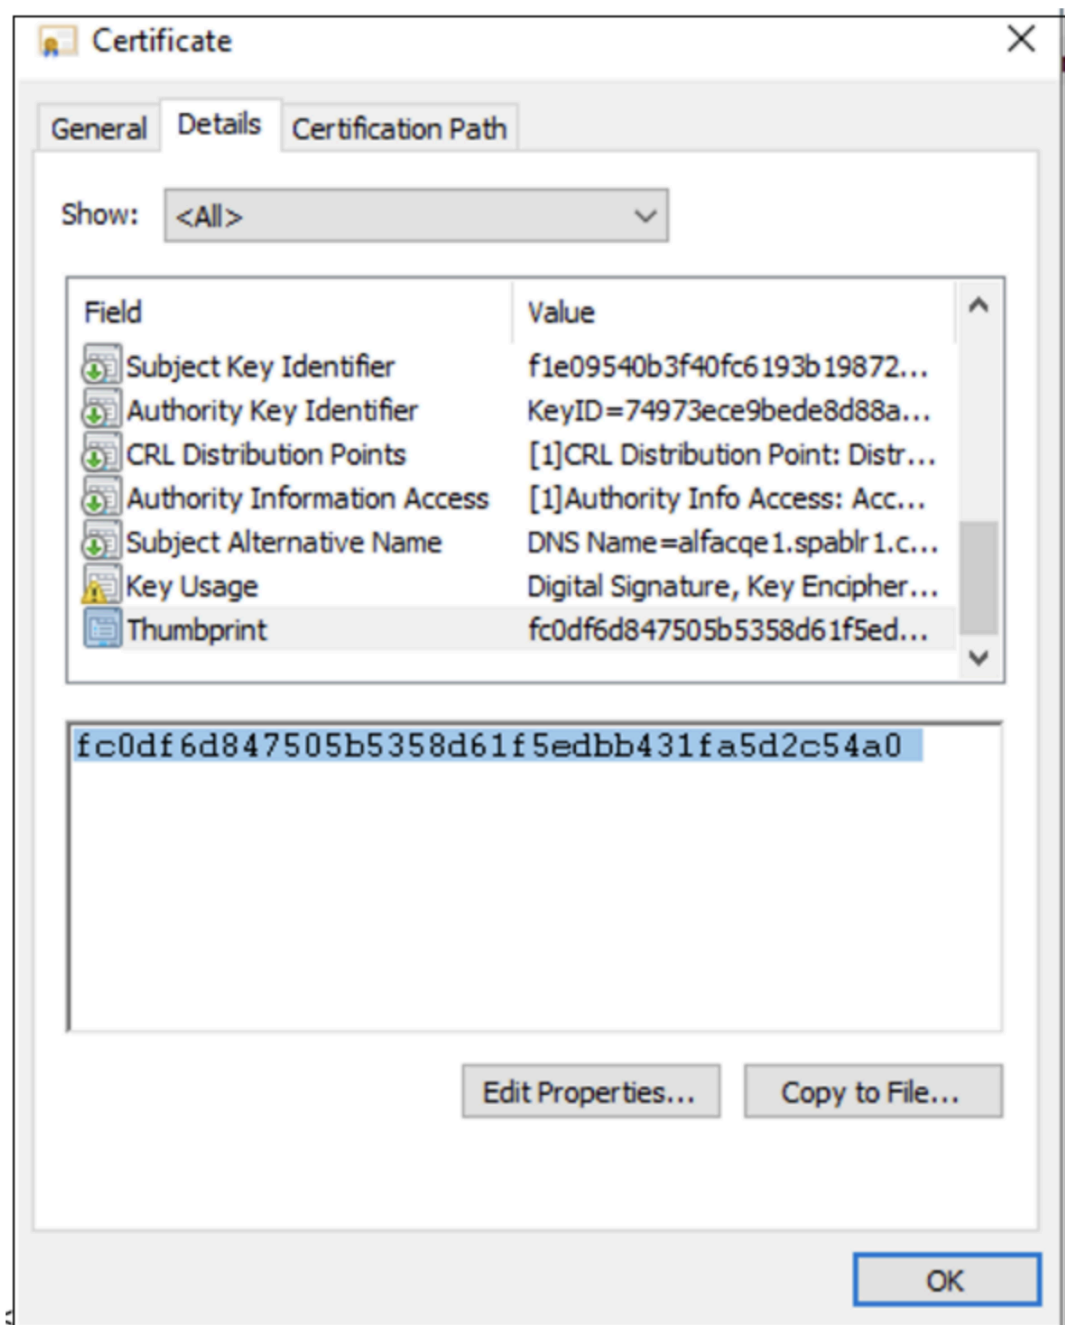 Certificate
General Details Certification Path
Show: <All>
Field Value
Subject Key Identifier f1e09540b3f40fc6193b19872...
Authority Key Identifier KeyID=74973ece9bede8d88a...
CRL Distribution Points [1]CRL Distribution Point: Distr...
Authority Information Access [1]Authority Info Access: Acc...
Subject Alternative Name DNS Name=alfacqe1.spablr1.c...
Key Usage Digital Signature, Key Encipher...
Thumbprint fc0df6d847505b5358d61f5ed...
fc0df6d847505b5358d61f5edbb431fa5d2c54a0
Edit Properties... Copy to File...
OK